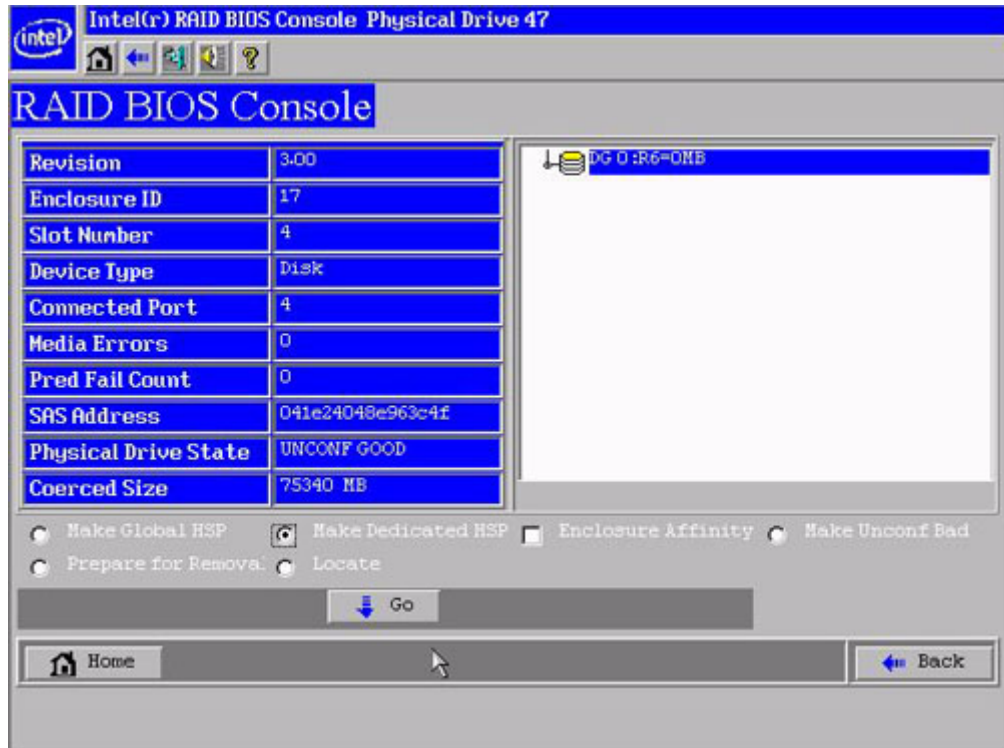 intel
Intel(r) RAID BIOS Console Physical Drive 47
RAID BIOS Console
Revision 3.00
Enclosure ID 17
Slot Number 4
Device Type Disk
Connected Port 4
Media Errors 0
Pred Fail Count 0
SAS Address 041e24048e963c4f
Physical Drive State UNCONF GOOD
Coerced Size 75340 MB
DG 0 :R6=0MB
Make Global HSP Make Dedicated HSP Enclosure Affinity Make Unconf Bad
Prepare for Removal Locate
Go
Home Back